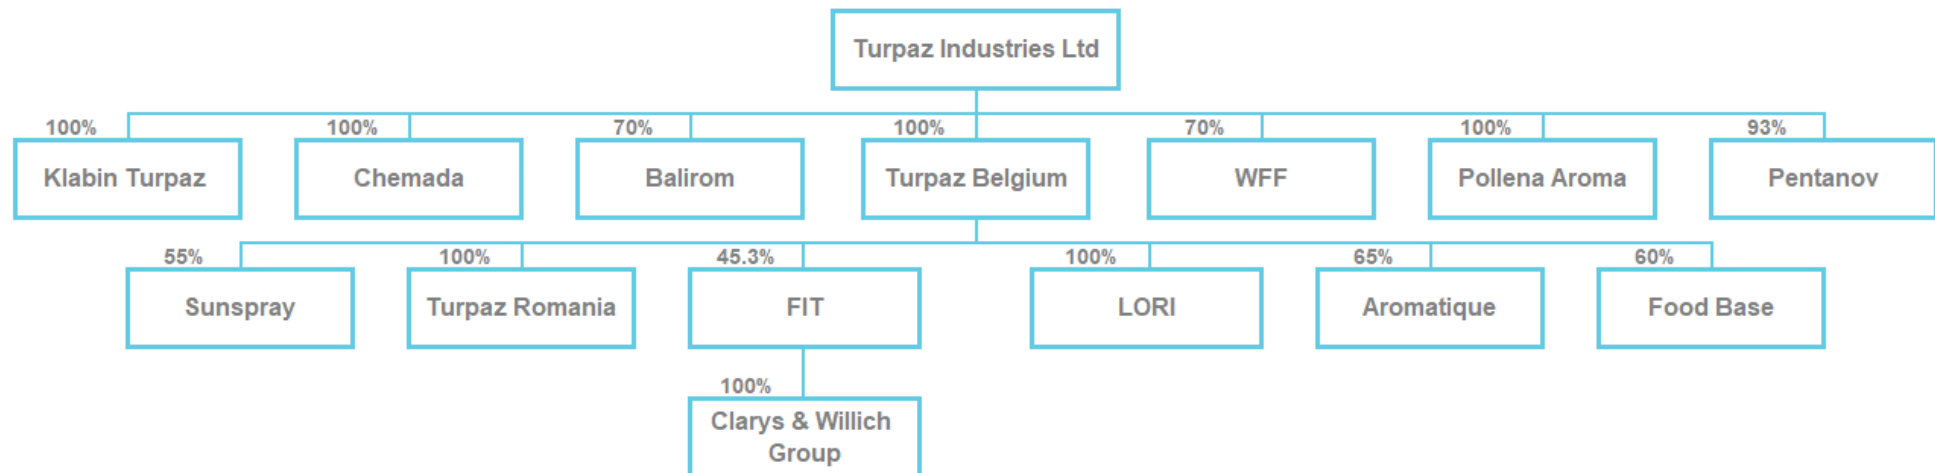 Turpaz Industries Ltd
100% 100% 70% 100% 70% 100% 93%
Klabin Turpaz Chemada Balirom Turpaz Belgium WFF Pollena Aroma Pentanov
55% 100% 45.3% 100% 65% 60%
Sunspray Turpaz Romania FIT LORI Aromatique Food Base
100%
Clarys & Willich
Group